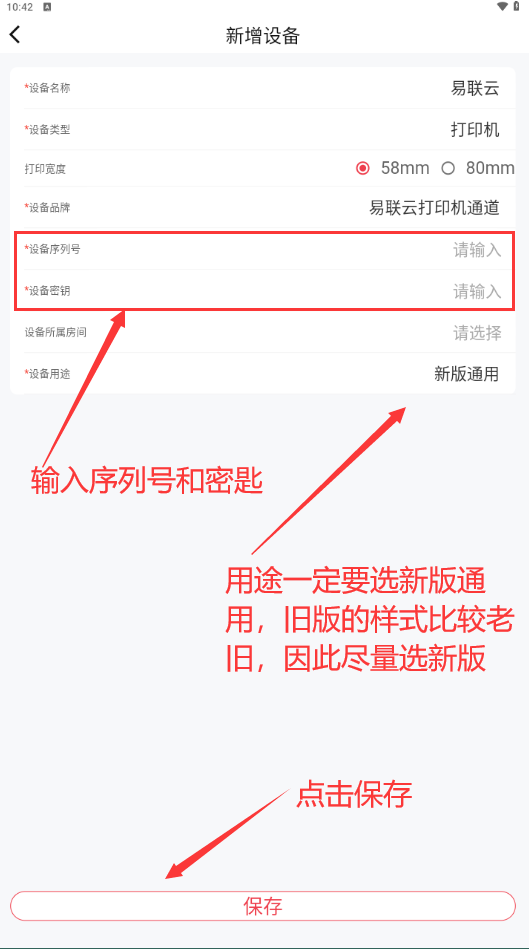 10:42 A
新增设备
*设备名称 易联云
*设备类型 打印机
打印宽度 58mm 80mm
*设备品牌 易联云打印机通道
*设备序列号 请输入
*设备密钥 请输入
设备所属房间 请选择
*设备用途 新版通用
输入序列号和密匙
用途一定要选新版通
用，旧版的样式比较老
旧，因此尽量选新版
点击保存
保存